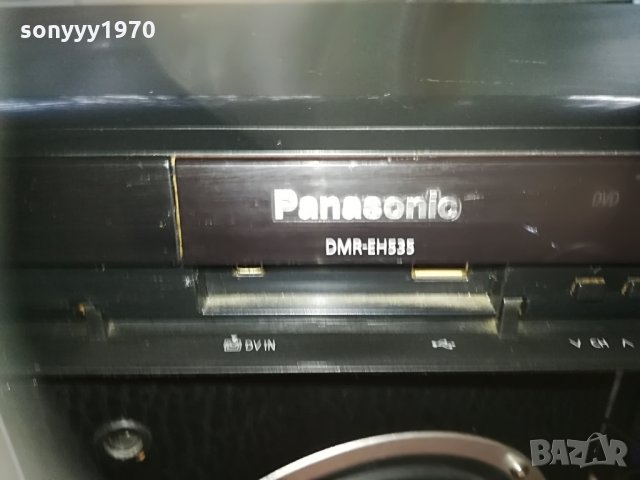 sonyyy1970
Panasonic
DVD
DMR-EH535
DV IN
∨ CH ∧
BAZAR